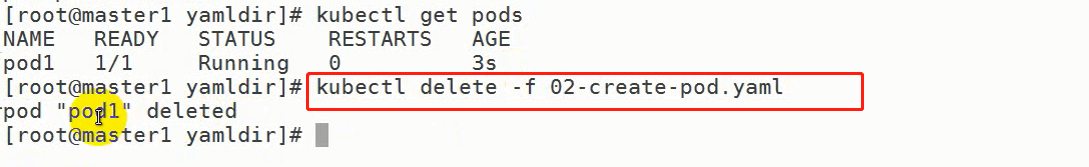 [root@master1 yamldir]# kubectl get pods
NAME READY STATUS RESTARTS AGE
pod1 1/1 Running 0 3s
[root@master1 yamldir]# kubectl delete -f 02-create-pod.yaml
pod "pod1" deleted
[root@master1 yamldir]#